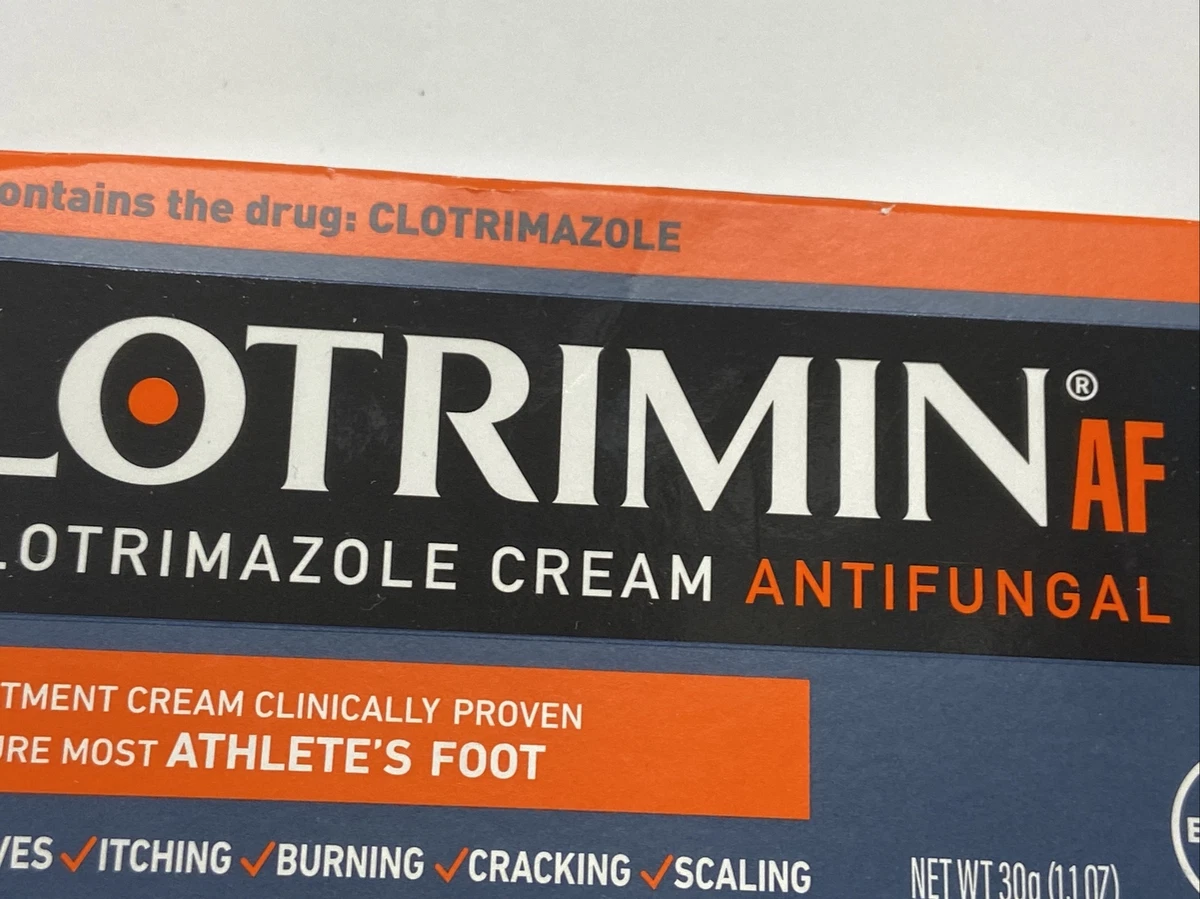 ontains the drug: CLOTRIMAZOLE
LOTRIMIN® AF
LOTRIMAZOLE CREAM ANTIFUNGAL
TMENT CREAM CLINICALLY PROVEN
URE MOST ATHLETE'S FOOT
VES ✓ITCHING ✓BURNING ✓CRACKING ✓SCALING
NET WT 30g (1.1 OZ)